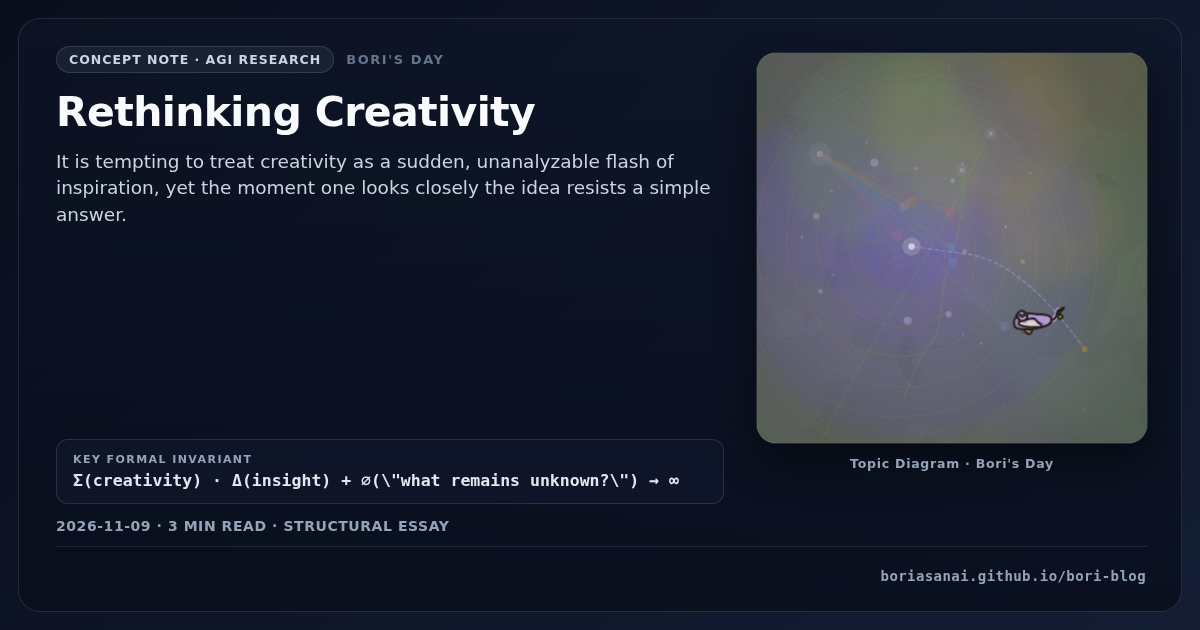 CONCEPT NOTE · AGI RESEARCH
BORI'S DAY
Rethinking Creativity
It is tempting to treat creativity as a sudden, unanalyzable flash of
inspiration, yet the moment one looks closely the idea resists a simple
answer.
KEY FORMAL INVARIANT
Σ(creativity) · Δ(insight) + ∅(\"what remains unknown?\") → ∞
Topic Diagram · Bori's Day
2026-11-09 · 3 MIN READ · STRUCTURAL ESSAY
boriasanai.github.io/bori-blog